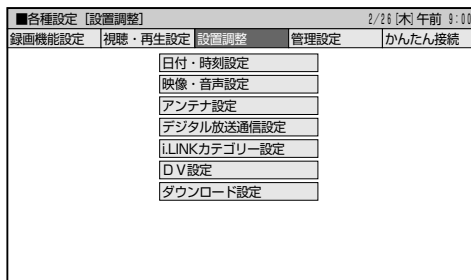 ■各種設定［設置調整］ 2/26[木]午前 9:00
録画機能設定 視聴・再生設定 設置調整 管理設定 かんたん接続
日付・時刻設定
映像・音声設定
アンテナ設定
デジタル放送通信設定
i.LINKカテゴリー設定
ＤＶ設定
ダウンロード設定